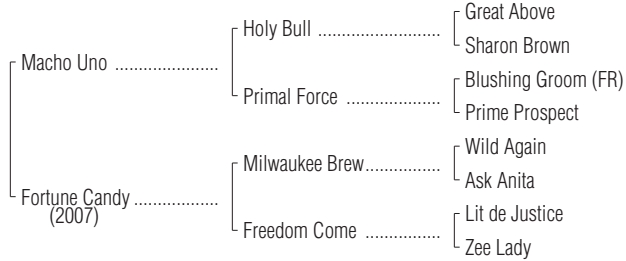 Great Above
Holy Bull ........................
Sharon Brown
Macho Uno ....................
Blushing Groom (FR)
Primal Force ..................
Prime Prospect
Wild Again
Milwaukee Brew...............
Ask Anita
Fortune Candy .................
(2007)
Lit de Justice
Freedom Come ...............
Zee Lady